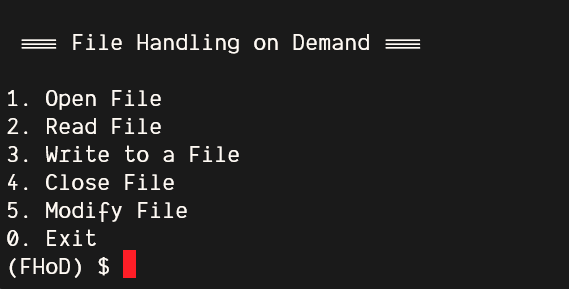 === File Handling on Demand ===
1. Open File
2. Read File
3. Write to a File
4. Close File
5. Modify File
0. Exit
(FHoD) $